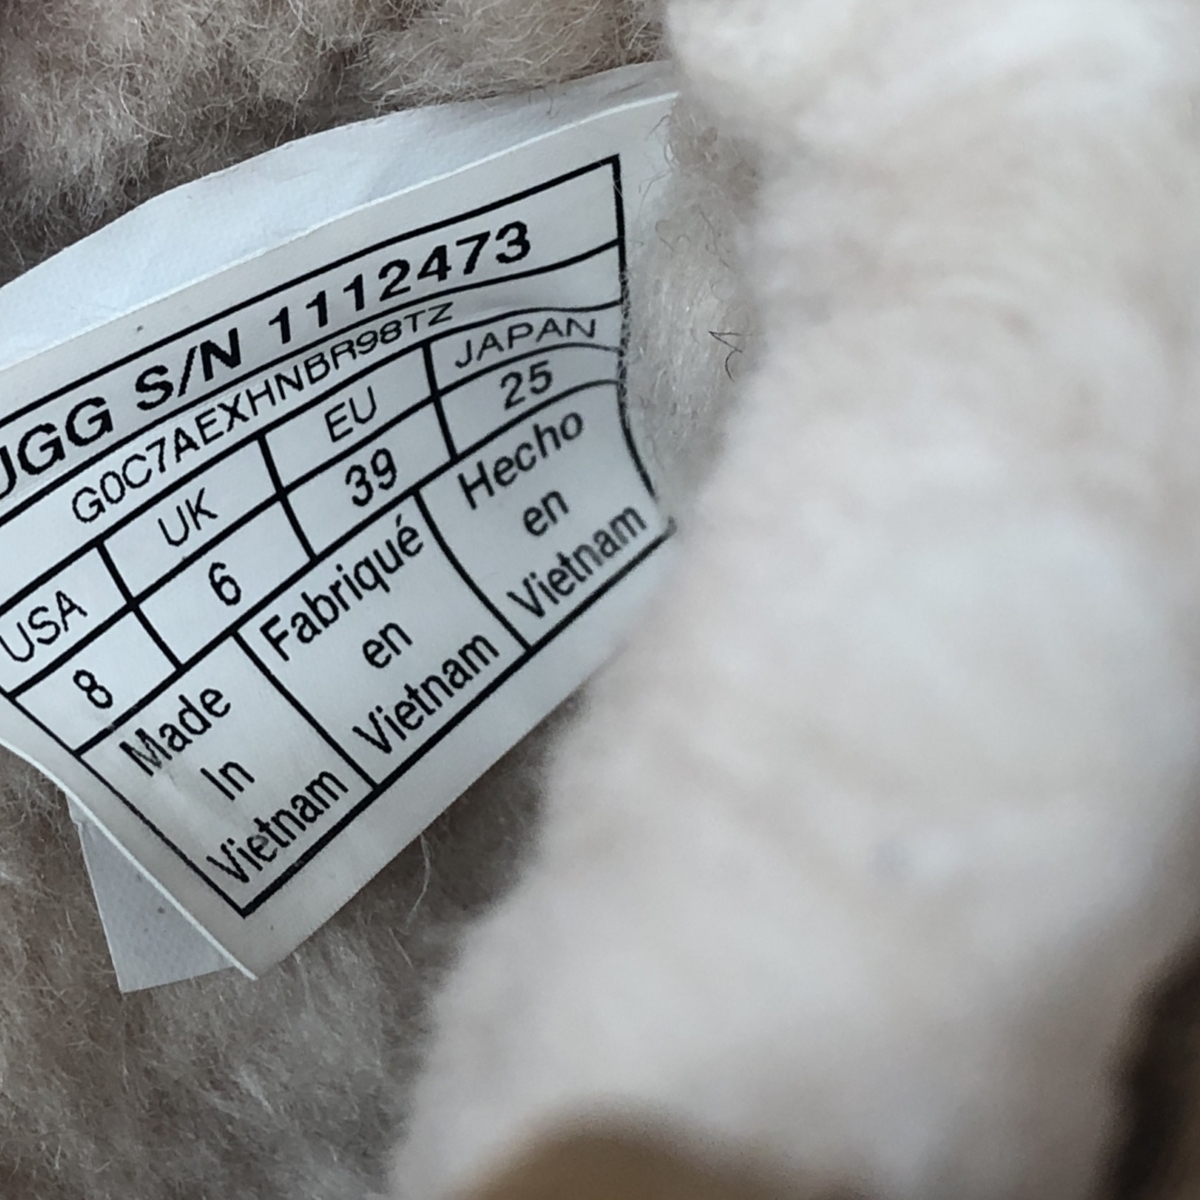 UGG S/N 1112473
G0C7AEXHNBR98TZ
USA UK EU JAPAN
8 6 39 25
Made
In
Vietnam
Fabriqué
en
Vietnam
Hecho
en
Vietnam